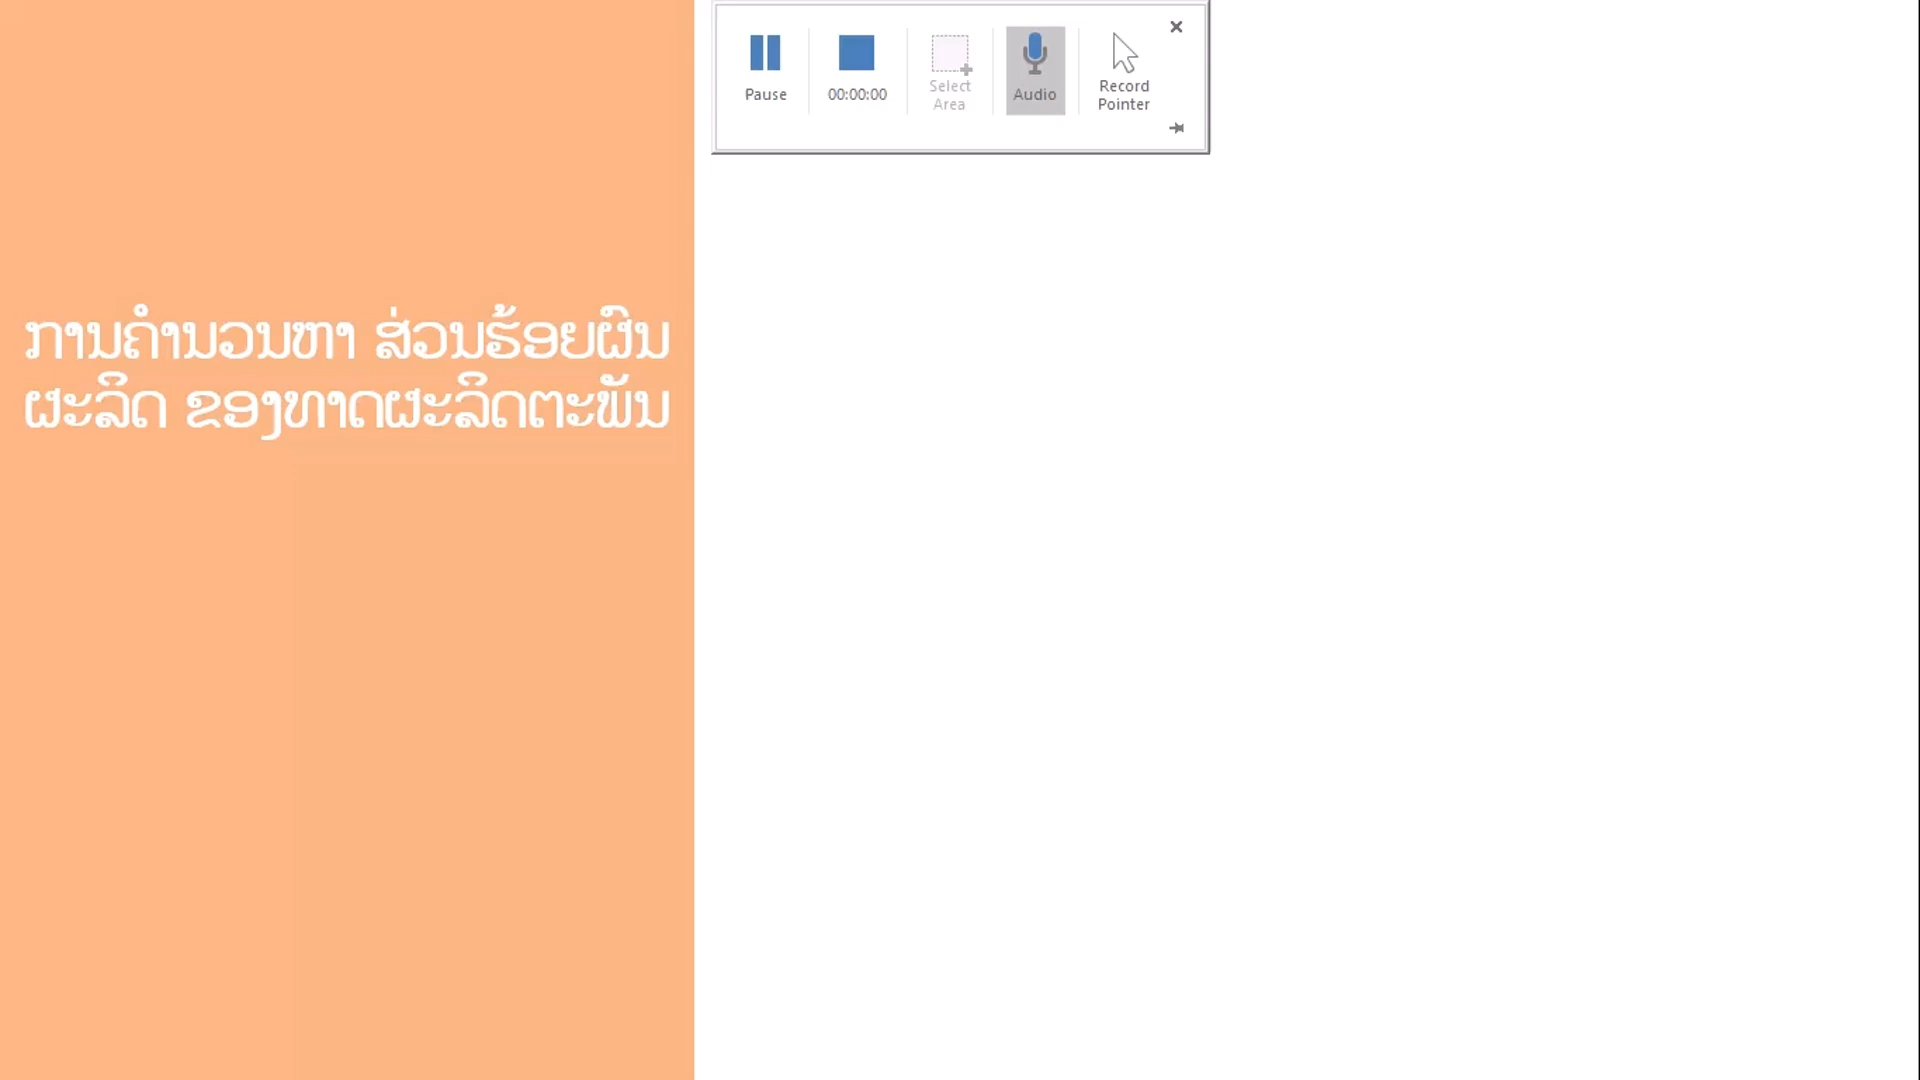 ການຄຳນວນຫາ ສ່ວນຮ້ອຍຜົນ
ຜະລິດ ຂອງທາດຜະລິດຕະພັນ
Pause
00:00:00
Select
Area
Audio
Record
Pointer